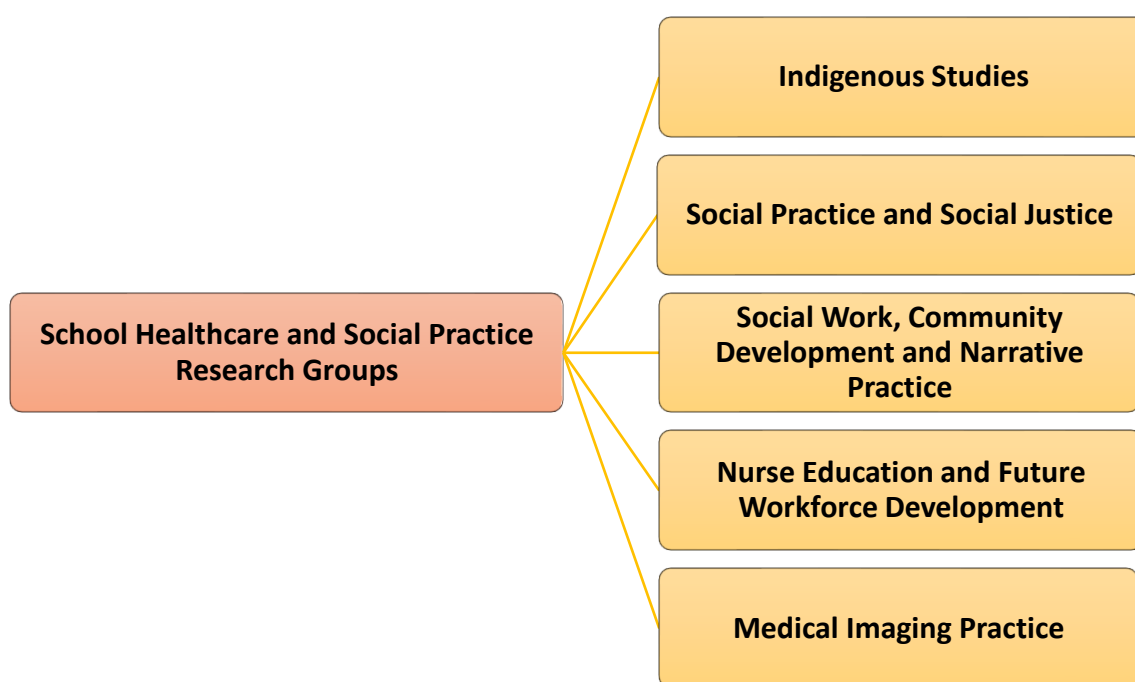 School Healthcare and Social Practice
Research Groups
Indigenous Studies
Social Practice and Social Justice
Social Work, Community
Development and Narrative
Practice
Nurse Education and Future
Workforce Development
Medical Imaging Practice